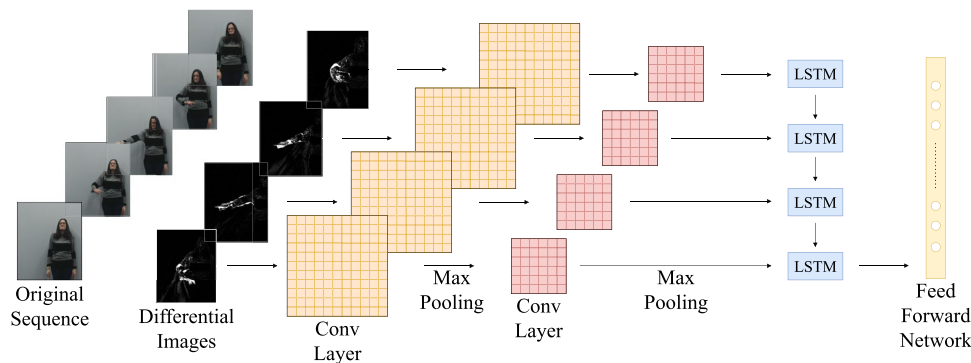 LSTM
LSTM
LSTM
LSTM
Original
Sequence
Differential
Images
Conv
Layer
Max
Pooling
Conv
Layer
Max
Pooling
Feed
Forward
Network